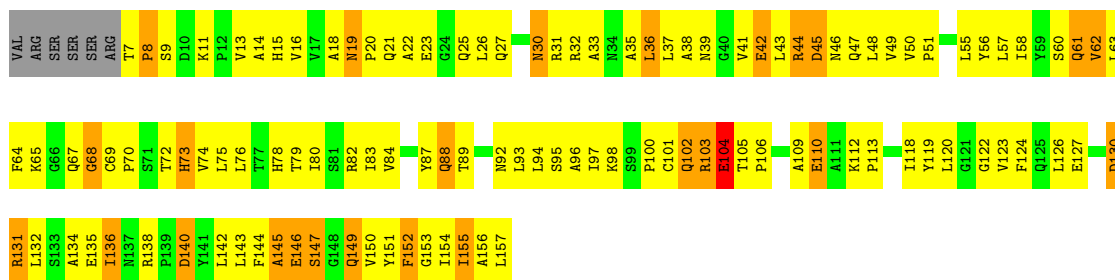 VAL ARG SER SER SER ARG T7 P8 S9 D10 K11 P12 V13 A14 H15 V16 V17 A18 N19 P20 Q21 A22 E23 G24 Q25 L26 Q27 N30 R31 R32 A33 N34 A35 L36 L37 A38 N39 G40 V41 E42 L43 R44 D45 N46 Q47 L48 V49 V50 P51 L55 Y56 L57 I58 Y59 S60 Q61 V62
F64 K65 G66 Q67 G68 C69 P70 S71 T72 H73 V74 L75 L76 T77 H78 T79 I80 S81 R82 I83 V84 Y87 Q88 T89 N92 L93 L94 S95 A96 I97 K98 S99 P100 C101 Q102 R103 E104 T105 P106 A109 E110 A111 K112 P113 I118 Y119 L120 G121 G122 V123 F124 Q125 L126 E127 D130
R131 L132 S133 A134 E135 I136 N137 R138 P139 D140 Y141 L142 L143 F144 A145 E146 S147 G148 Q149 V150 Y151 F152 G153 I154 I155 A156 L157